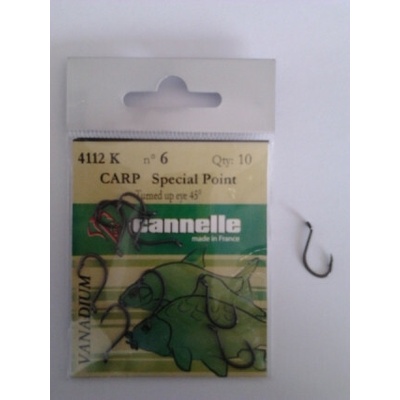 4112 K n° 6 Qty: 10
CARP Special Point
Turned up eye 45°
cannelle
made in France
VANADIUM